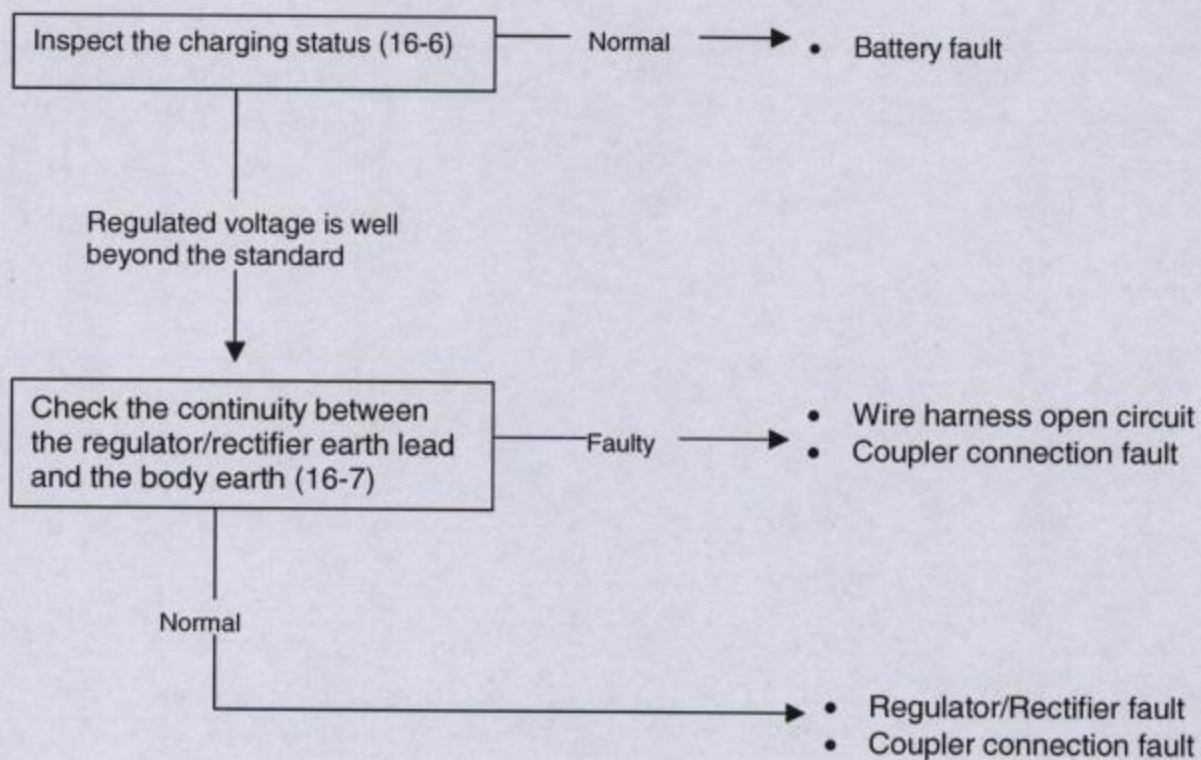 Inspect the charging status (16-6)
Normal
• Battery fault
Regulated voltage is well
beyond the standard
Check the continuity between
the regulator/rectifier earth lead
and the body earth (16-7)
Faulty
• Wire harness open circuit
• Coupler connection fault
Normal
• Regulator/Rectifier fault
• Coupler connection fault